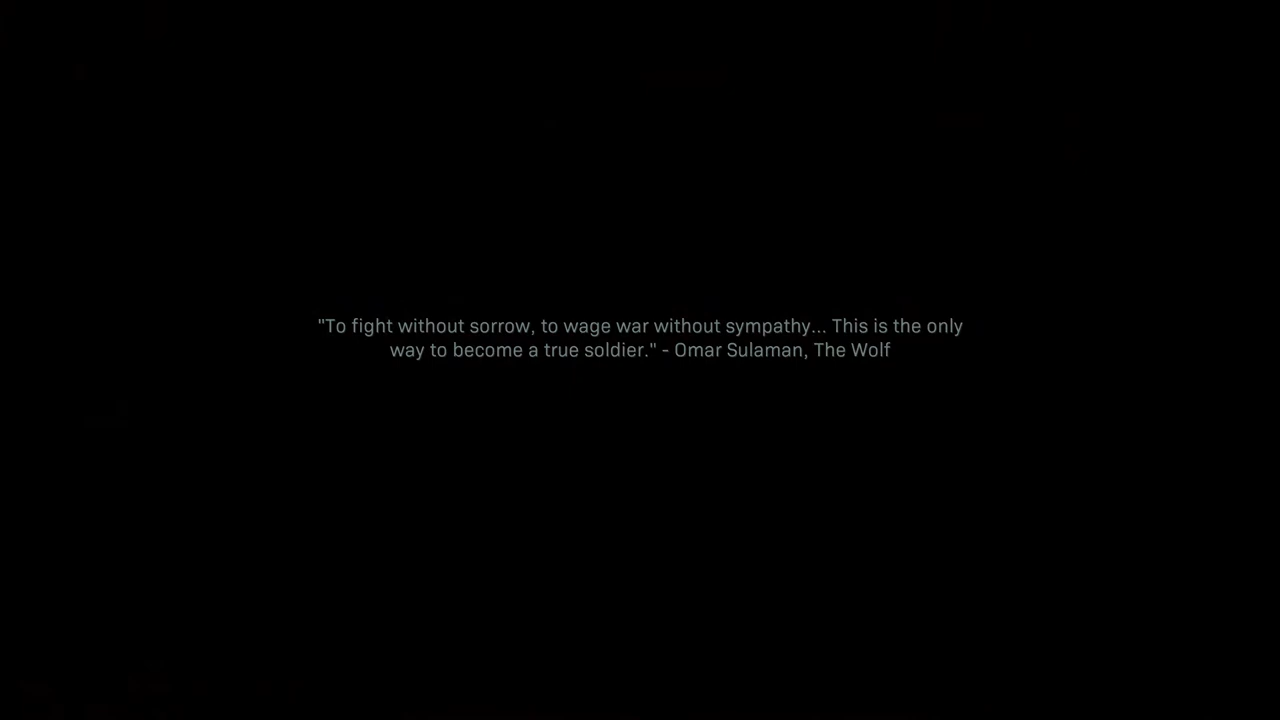 "To fight without sorrow, to wage war without sympathy... This is the only
way to become a true soldier." - Omar Sulaman, The Wolf